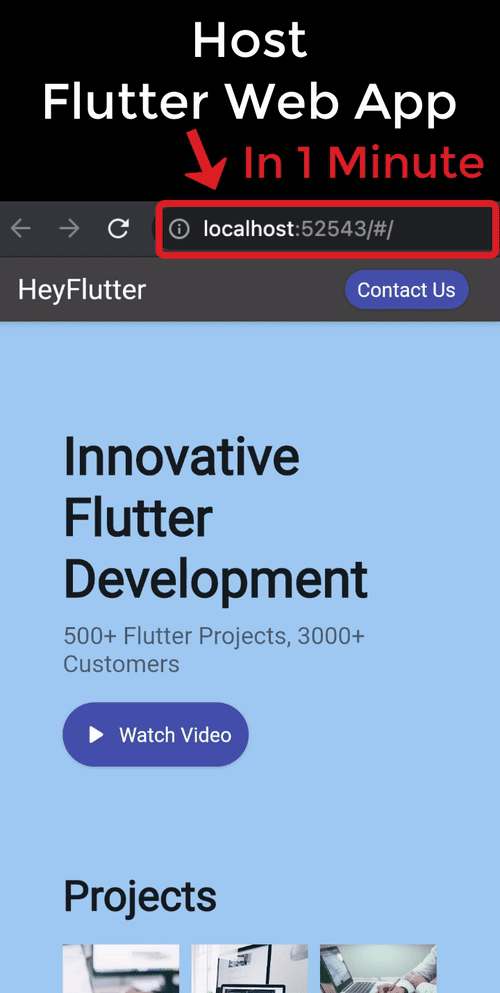 Host
Flutter Web App
In 1 Minute
localhost:52543/#/
HeyFlutter
Contact Us
Innovative
Flutter
Development
500+ Flutter Projects, 3000+
Customers
Watch Video
Projects